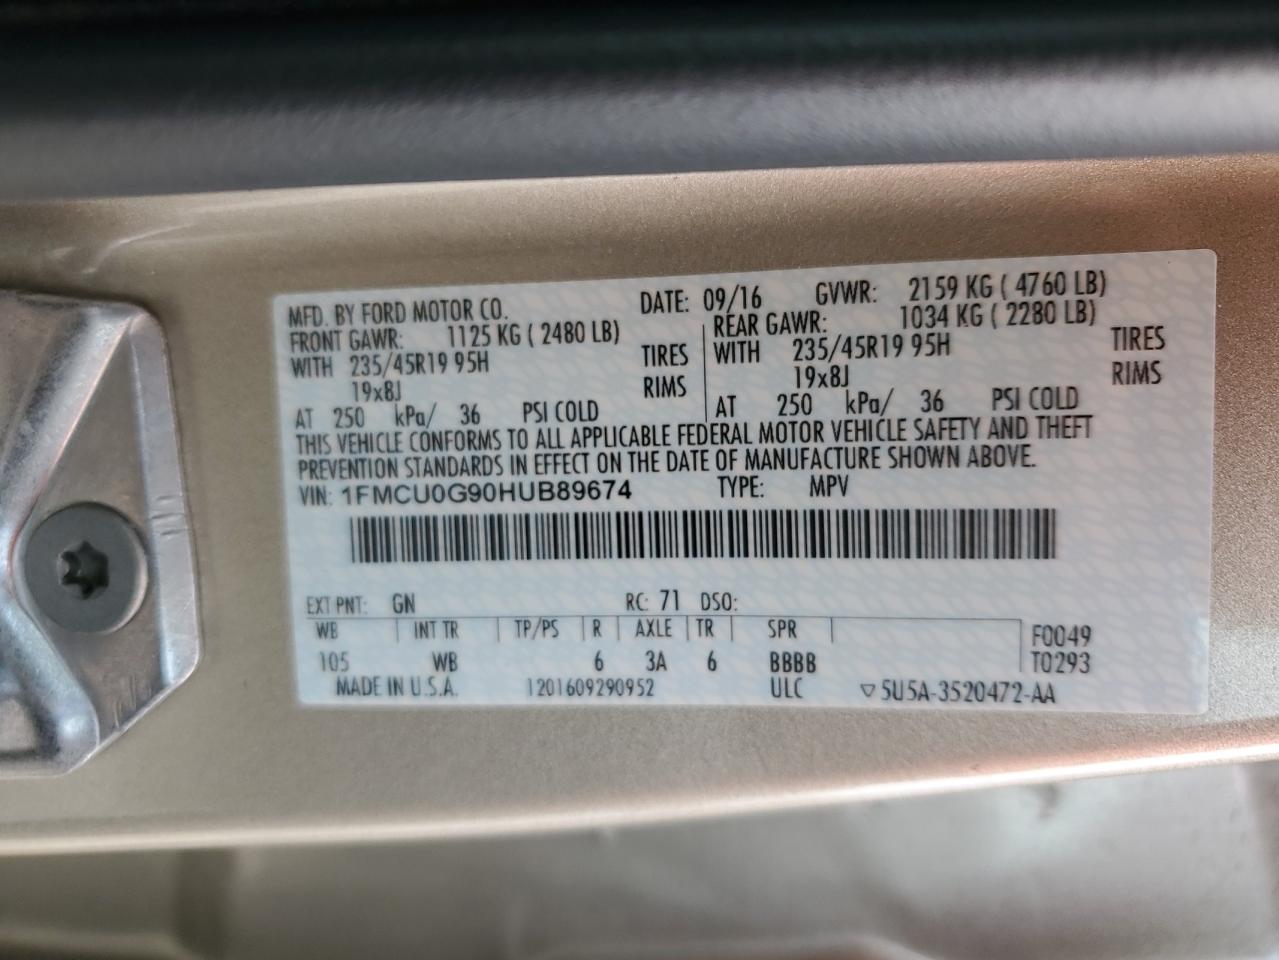 MFD. BY FORD MOTOR CO. DATE: 09/16 GVWR: 2159 KG ( 4760 LB)
FRONT GAWR: 1125 KG ( 2480 LB) REAR GAWR: 1034 KG ( 2280 LB)
WITH 235/45R19 95H TIRES WITH 235/45R19 95H TIRES
19x8J RIMS 19x8J RIMS
AT 250 kPa/ 36 PSI COLD AT 250 kPa/ 36 PSI COLD
THIS VEHICLE CONFORMS TO ALL APPLICABLE FEDERAL MOTOR VEHICLE SAFETY AND THEFT
PREVENTION STANDARDS IN EFFECT ON THE DATE OF MANUFACTURE SHOWN ABOVE.
VIN: 1FMCU0G90HUB89674 TYPE: MPV
EXT PNT: GN RC: 71 DSO:
WB INT TR TP/PS R AXLE TR SPR F0049
105 WB 6 3A 6 BBBB T0293
MADE IN U.S.A. 1201609290952 ULC ▽5U5A-3520472-AA